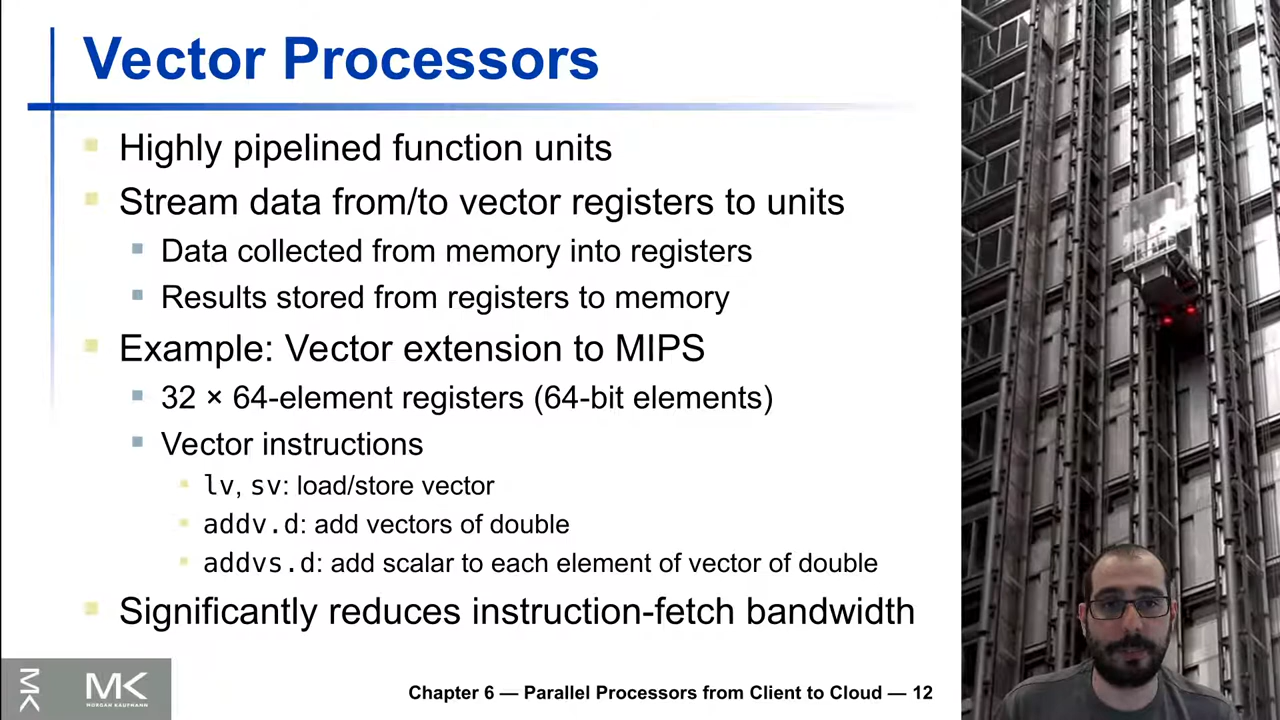 Vector Processors
Highly pipelined function units
Stream data from/to vector registers to units
Data collected from memory into registers
Results stored from registers to memory
Example: Vector extension to MIPS
32 × 64-element registers (64-bit elements)
Vector instructions
lv, sv: load/store vector
addv.d: add vectors of double
addvs.d: add scalar to each element of vector of double
Significantly reduces instruction-fetch bandwidth
MK
MK
MORGAN KAUFMANN
Chapter 6 — Parallel Processors from Client to Cloud — 12